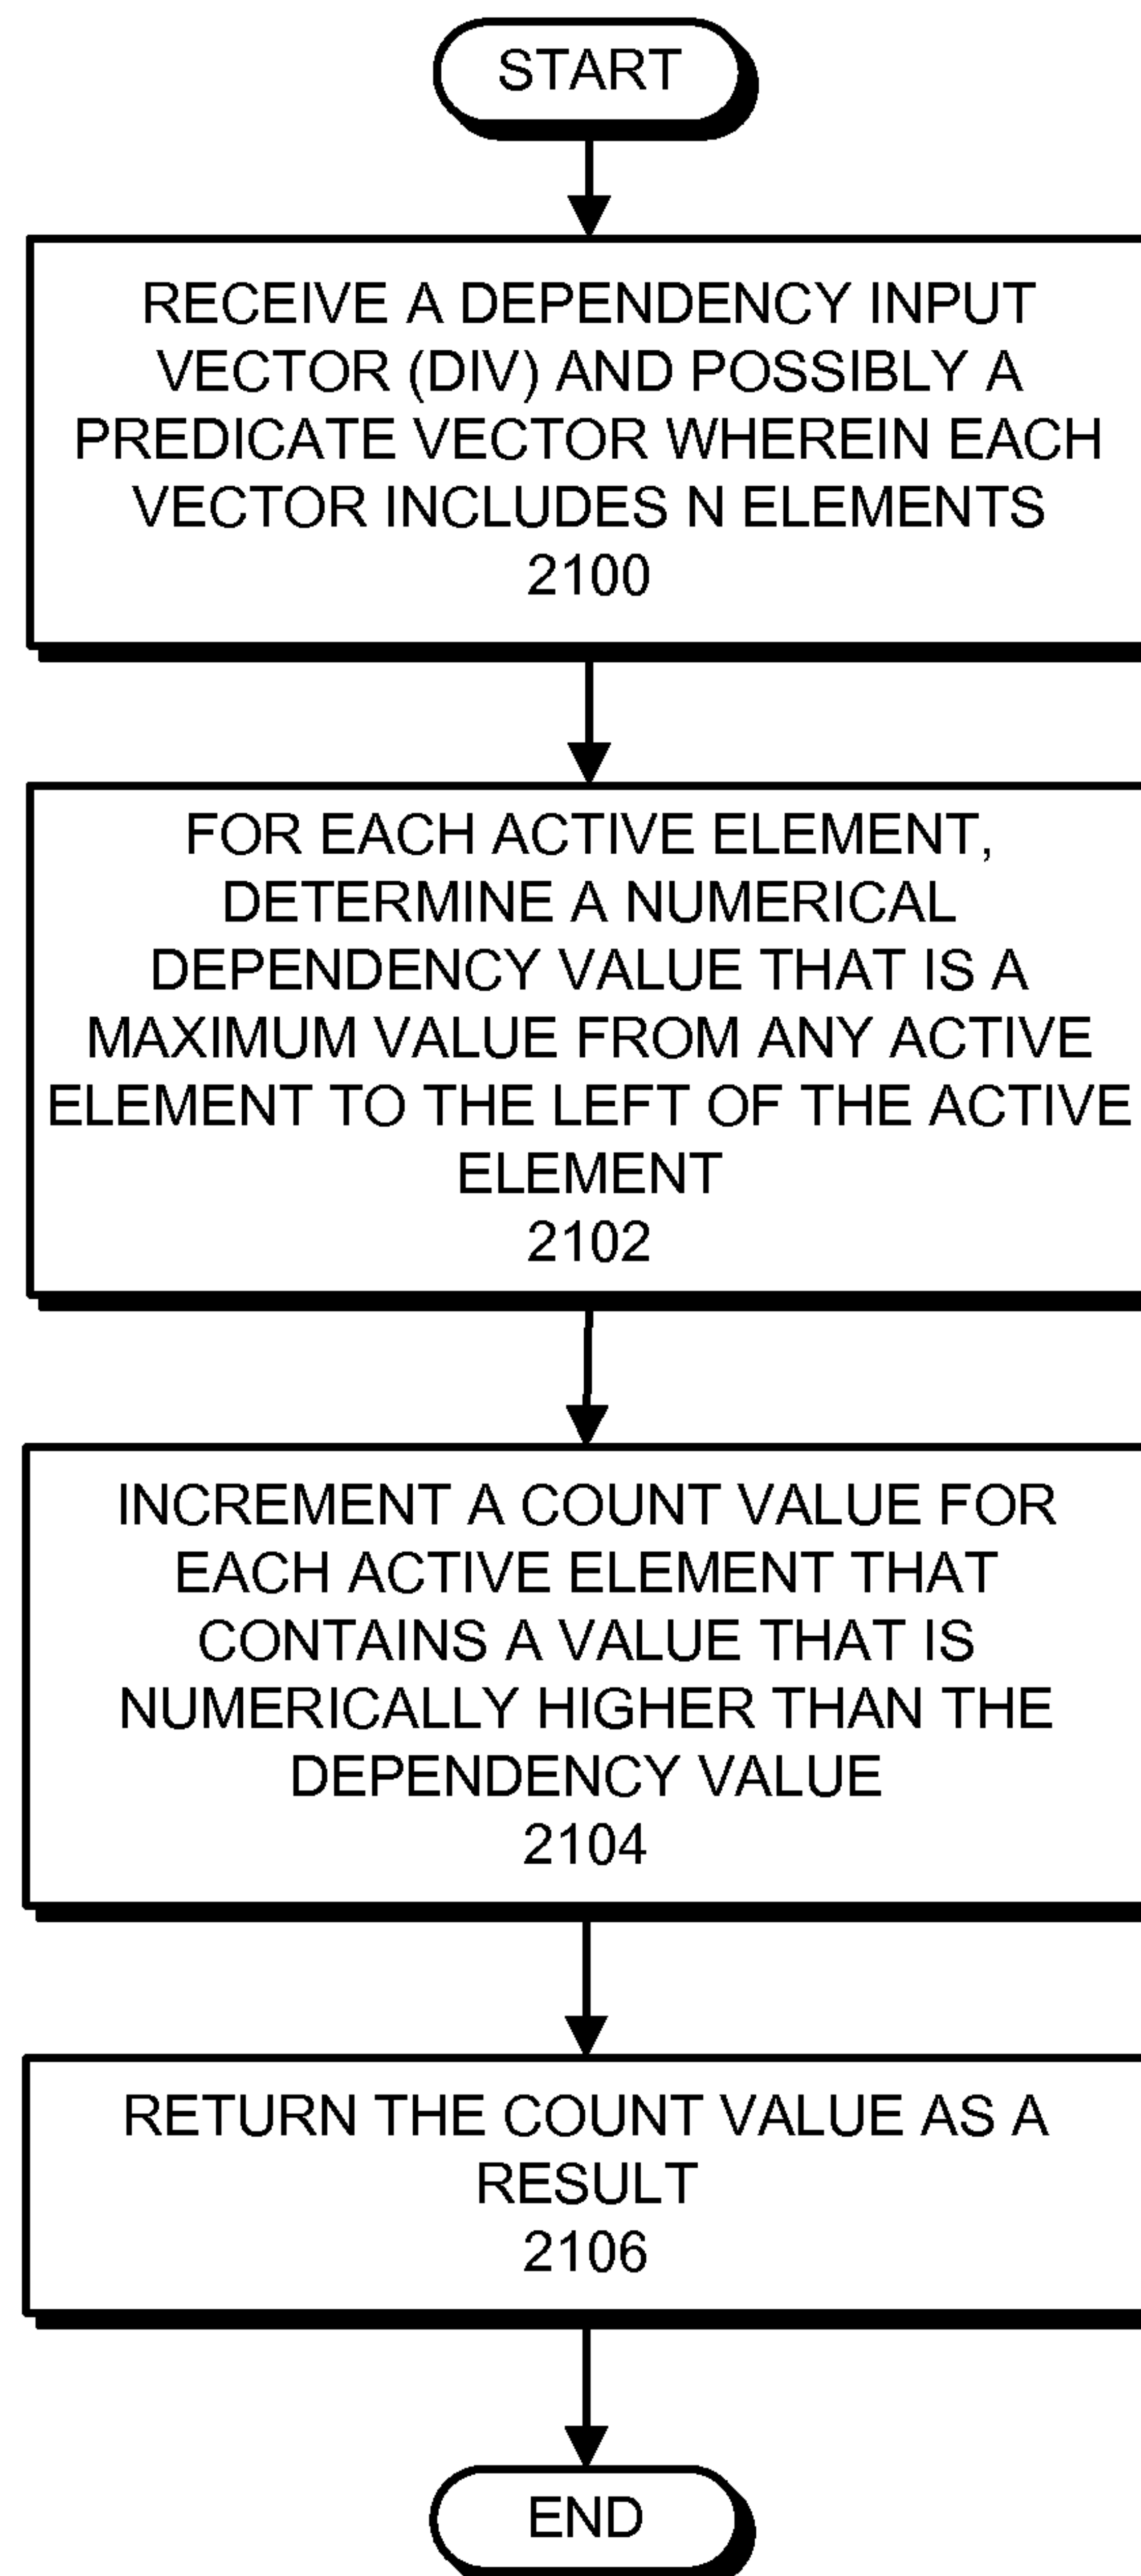 START
RECEIVE A DEPENDENCY INPUT
VECTOR (DIV) AND POSSIBLY A
PREDICATE VECTOR WHEREIN EACH
VECTOR INCLUDES N ELEMENTS
2100
FOR EACH ACTIVE ELEMENT,
DETERMINE A NUMERICAL
DEPENDENCY VALUE THAT IS A
MAXIMUM VALUE FROM ANY ACTIVE
ELEMENT TO THE LEFT OF THE ACTIVE
ELEMENT
2102
INCREMENT A COUNT VALUE FOR
EACH ACTIVE ELEMENT THAT
CONTAINS A VALUE THAT IS
NUMERICALLY HIGHER THAN THE
DEPENDENCY VALUE
2104
RETURN THE COUNT VALUE AS A
RESULT
2106
END